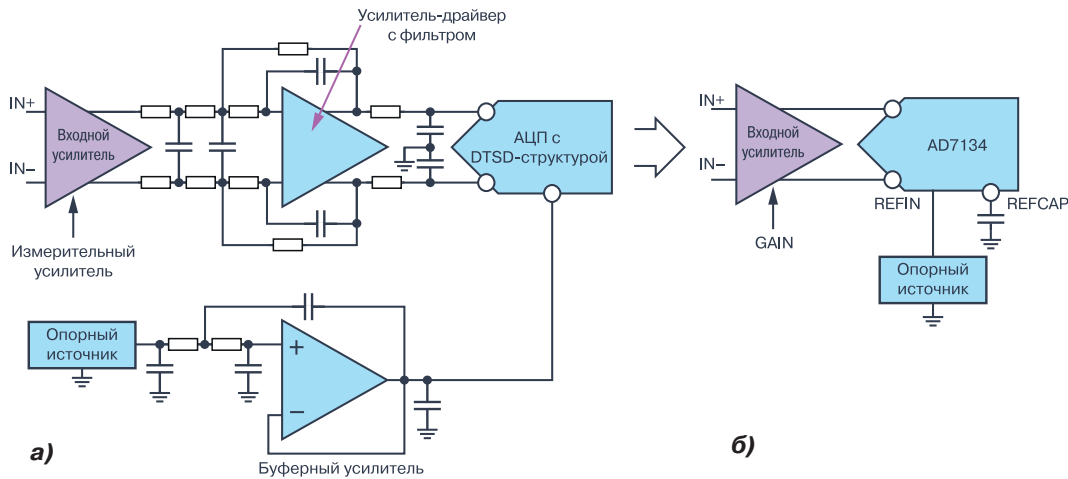 Усилитель-драйвер
с фильтром
IN+
IN–
Входной
усилитель
АЦП с
DTSD-структурой
Измерительный
усилитель
Опорный
источник
+
–
Буферный усилитель
а)
IN+
IN–
Входной
усилитель
GAIN
AD7134
REFIN
REFCAP
Опорный
источник
б)